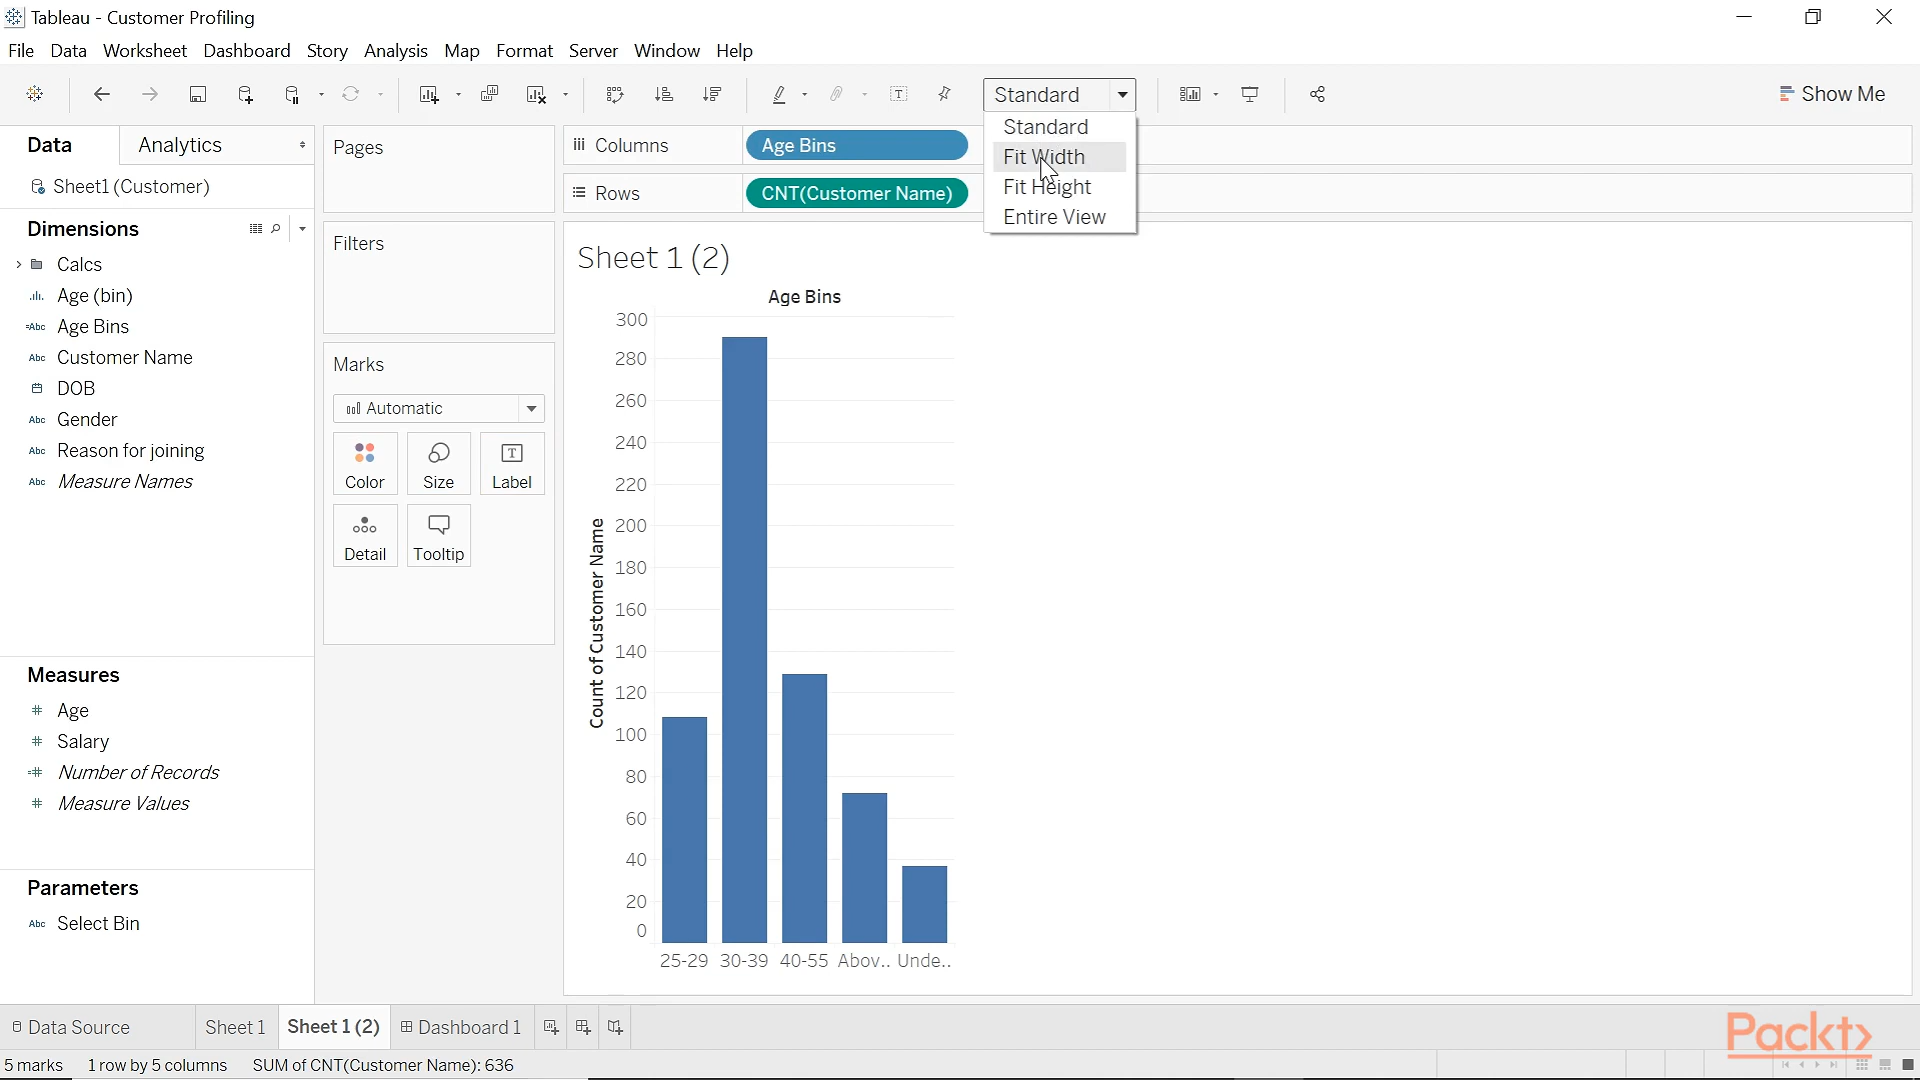 Tableau - Customer Profiling
File Data Worksheet Dashboard Story Analysis Map Format Server Window Help
Standard
Show Me
Standard
Fit Width
Fit Height
Entire View
Data
Analytics
Sheet1 (Customer)
Dimensions
Calcs
Age (bin)
=Abc Age Bins
Abc Customer Name
DOB
Abc Gender
Abc Reason for joining
Abc Measure Names
Measures
# Age
# Salary
=# Number of Records
# Measure Values
Parameters
Abc Select Bin
Pages
Filters
Marks
Automatic
Color
Size
T
Label
Detail
Tooltip
Columns
Age Bins
Rows
CNT(Customer Name)
Sheet 1 (2)
Age Bins
Count of Customer Name
300
280
260
240
220
200
180
160
140
120
100
80
60
40
20
0
25-29 30-39 40-55 Abov.. Unde..
Data Source
Sheet 1
Sheet 1 (2)
Dashboard 1
5 marks
1 row by 5 columns
SUM of CNT(Customer Name): 636
Packt>